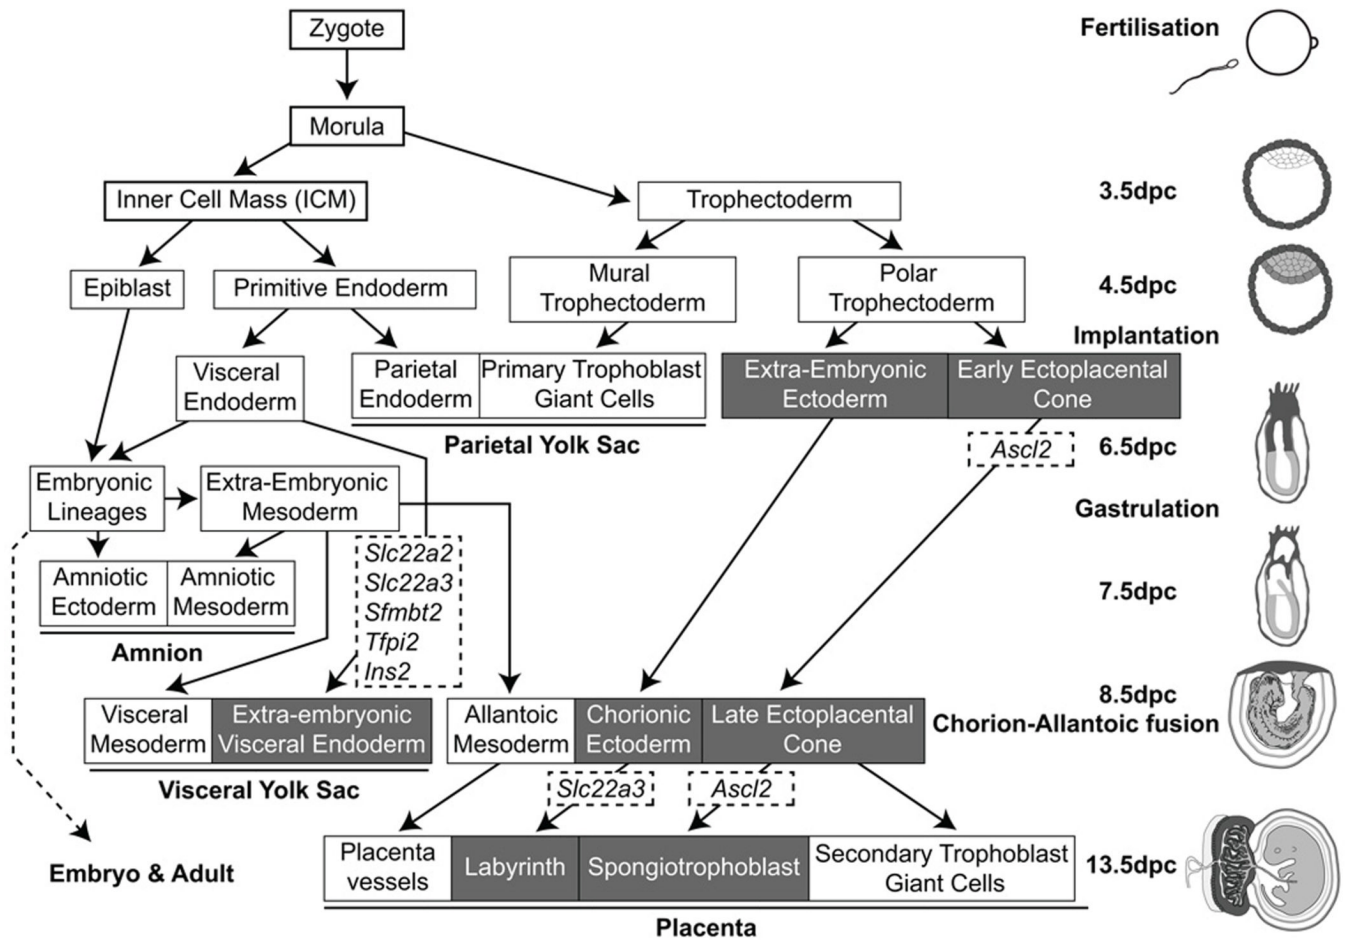 Zygote
Fertilisation
Morula
Inner Cell Mass (ICM)
Trophectoderm
3.5dpc
Epiblast
Primitive Endoderm
Mural
Trophectoderm
Polar
Trophectoderm
4.5dpc
Implantation
Visceral
Endoderm
Parietal
Endoderm
Primary Trophoblast
Giant Cells
Extra-Embryonic
Ectoderm
Early Ectoplacental
Cone
Parietal Yolk Sac
Ascl2
6.5dpc
Embryonic
Lineages
Extra-Embryonic
Mesoderm
Gastrulation
Slc22a2
Slc22a3
Sfmbt2
Tfpi2
Ins2
Amniotic
Ectoderm
Amniotic
Mesoderm
7.5dpc
Amnion
Visceral
Mesoderm
Extra-embryonic
Visceral Endoderm
Allantoic
Mesoderm
Chorionic
Ectoderm
Late Ectoplacental
Cone
8.5dpc
Chorion-Allantoic fusion
Visceral Yolk Sac
Slc22a3
Ascl2
Embryo & Adult
Placenta
vessels
Labyrinth
Spongiotrophoblast
Secondary Trophoblast
Giant Cells
13.5dpc
Placenta